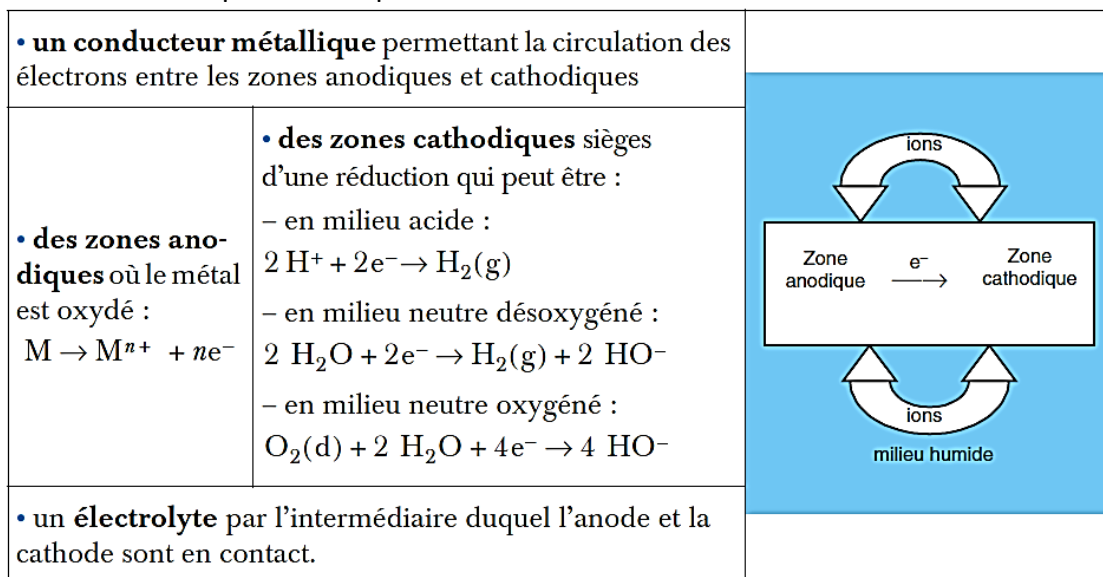 • un conducteur métallique permettant la circulation des
électrons entre les zones anodiques et cathodiques
• des zones ano-
diques où le métal
est oxydé :
M → Mⁿ⁺ + ne⁻
• des zones cathodiques sièges
d'une réduction qui peut être :
– en milieu acide :
2 H⁺ + 2e⁻ → H₂(g)
– en milieu neutre désoxygéné :
2 H₂O + 2e⁻ → H₂(g) + 2 HO⁻
– en milieu neutre oxygéné :
O₂(d) + 2 H₂O + 4e⁻ → 4 HO⁻
• un électrolyte par l'intermédiaire duquel l'anode et la
cathode sont en contact.
ions
Zone
anodique
e⁻
→
Zone
cathodique
ions
milieu humide